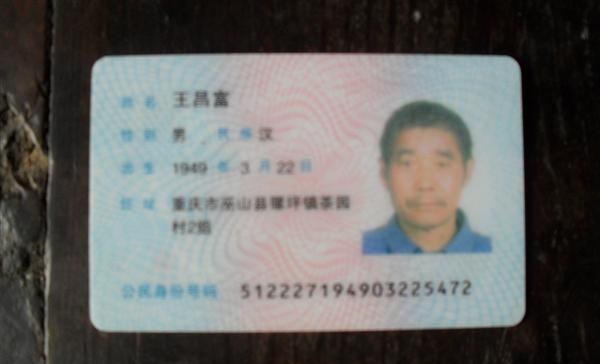 姓名 王昌富
性别 男 民族 汉
出生 1949 年 3 月 22 日
住址 重庆市巫山县骡坪镇茶园
村2组
公民身份号码 512227194903225472